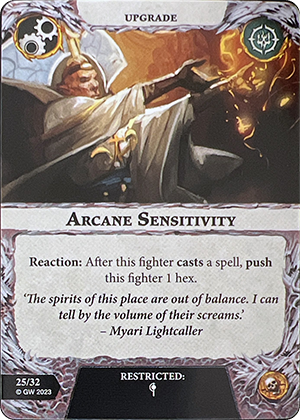 UPGRADE
ARCANE SENSITIVITY
Reaction: After this fighter casts a spell, push
this fighter 1 hex.
‘The spirits of this place are out of balance. I can
tell by the volume of their screams.’
– Myari Lightcaller
25/32
© GW 2023
RESTRICTED: